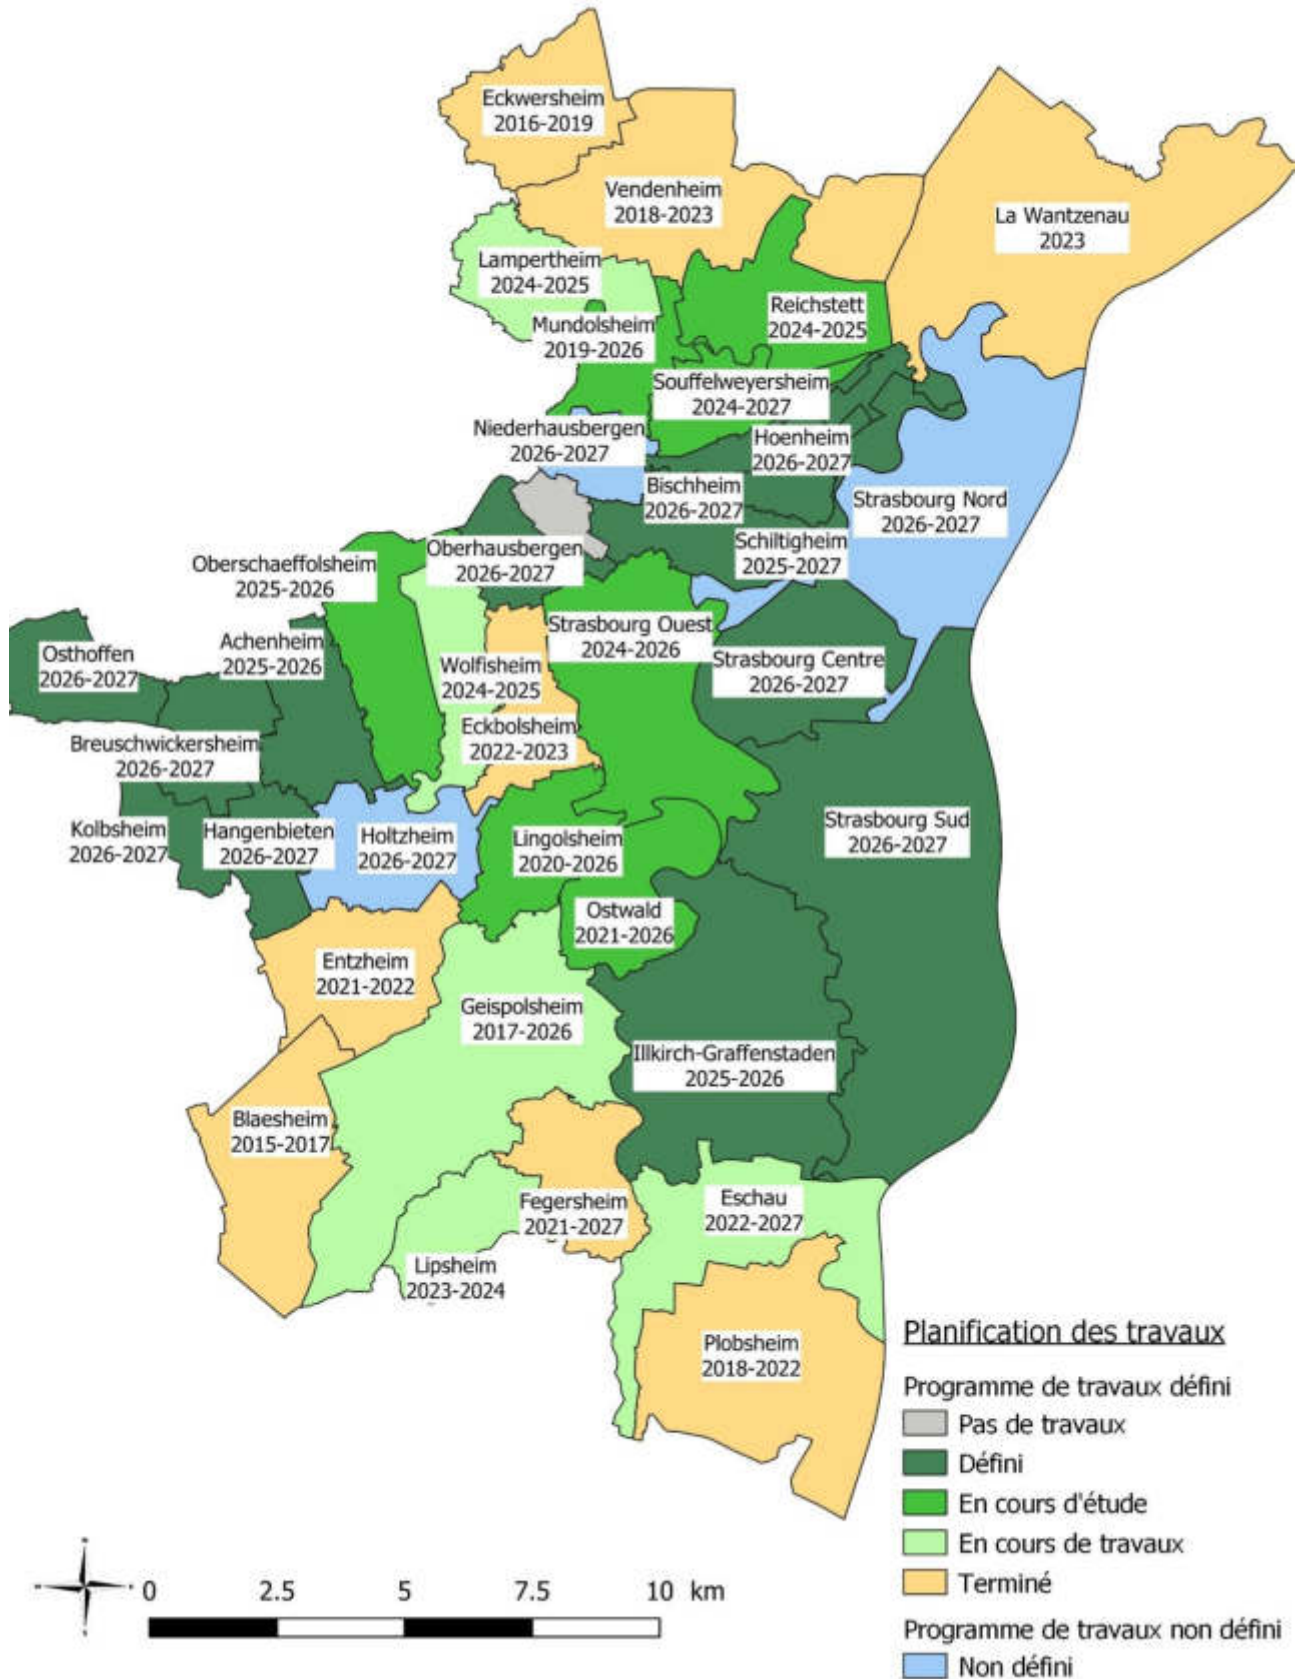 Eckwersheim
2016-2019
Vendenheim
2018-2023
La Wantzenau
2023
Lampertheim
2024-2025
Reichstett
2024-2025
Mundolsheim
2019-2026
Souffelweyersheim
2024-2027
Niederhausbergen
2026-2027
Hoenheim
2026-2027
Bischheim
2026-2027
Strasbourg Nord
2026-2027
Schiltigheim
2025-2027
Oberhausbergen
2026-2027
Oberschaeffolsheim
2025-2026
Strasbourg Ouest
2024-2026
Achenheim
2025-2026
Osthoffen
2026-2027
Wolfisheim
2024-2025
Strasbourg Centre
2026-2027
Eckbolsheim
2022-2023
Breuschwickersheim
2026-2027
Kolbsheim
2026-2027
Hangenbieten
2026-2027
Holtzheim
2026-2027
Lingolsheim
2020-2026
Strasbourg Sud
2026-2027
Ostwald
2021-2026
Entzheim
2021-2022
Geispolsheim
2017-2026
Illkirch-Graffenstaden
2025-2026
Blaesheim
2015-2017
Fegersheim
2021-2027
Eschau
2022-2027
Lipsheim
2023-2024
Plobsheim
2018-2022
Planification des travaux
Programme de travaux défini
Pas de travaux
Défini
En cours d'étude
En cours de travaux
Terminé
Programme de travaux non défini
Non défini
0 2.5 5 7.5 10 km